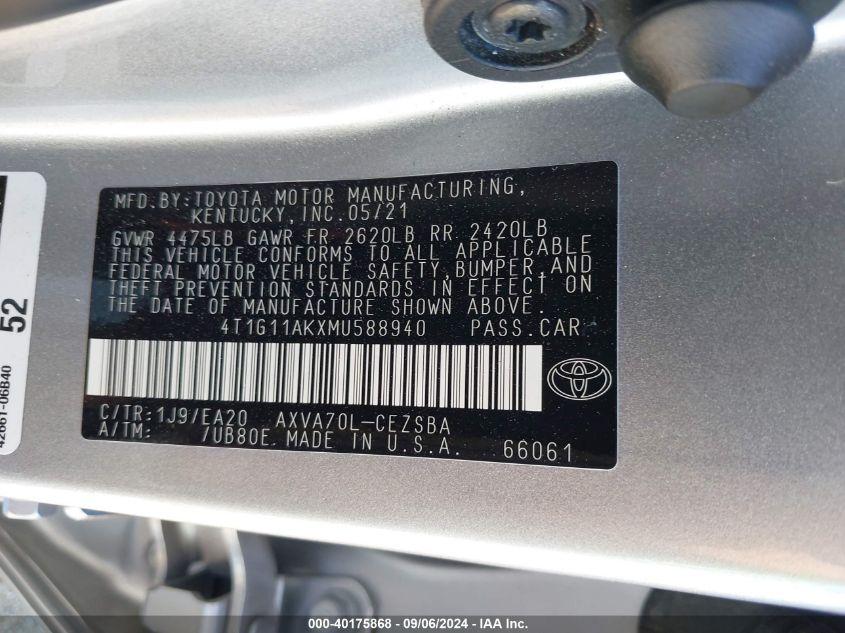 MFD.BY:TOYOTA MOTOR MANUFACTURING,
KENTUCKY,INC.05/21
GVWR 4475LB GAWR FR 2620LB RR 2420LB
THIS VEHICLE CONFORMS TO ALL APPLICABLE
FEDERAL MOTOR VEHICLE SAFETY,BUMPER,AND
THEFT PREVENTION STANDARDS IN EFFECT ON
THE DATE OF MANUFACTURE SHOWN ABOVE.
4T1G11AKXMU588940 PASS.CAR
C/TR:1J9/EA20 AXVA70L-CEZSBA
A/TM: /UB80E. MADE IN U.S.A. 66061
52
42661-06B40
000-40175868 - 09/06/2024 - IAA Inc.